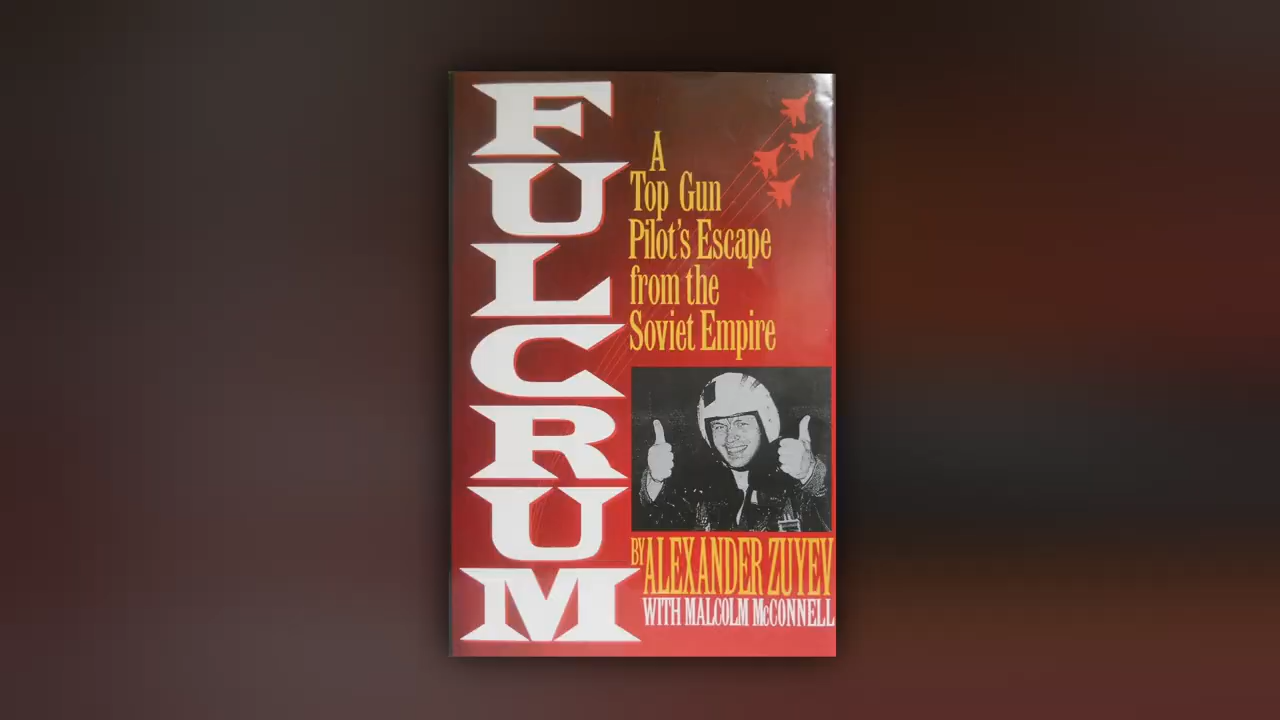 FULCRUM
A
Top Gun
Pilot's Escape
from the
Soviet Empire
BY ALEXANDER ZUYEV
WITH MALCOLM McCONNELL